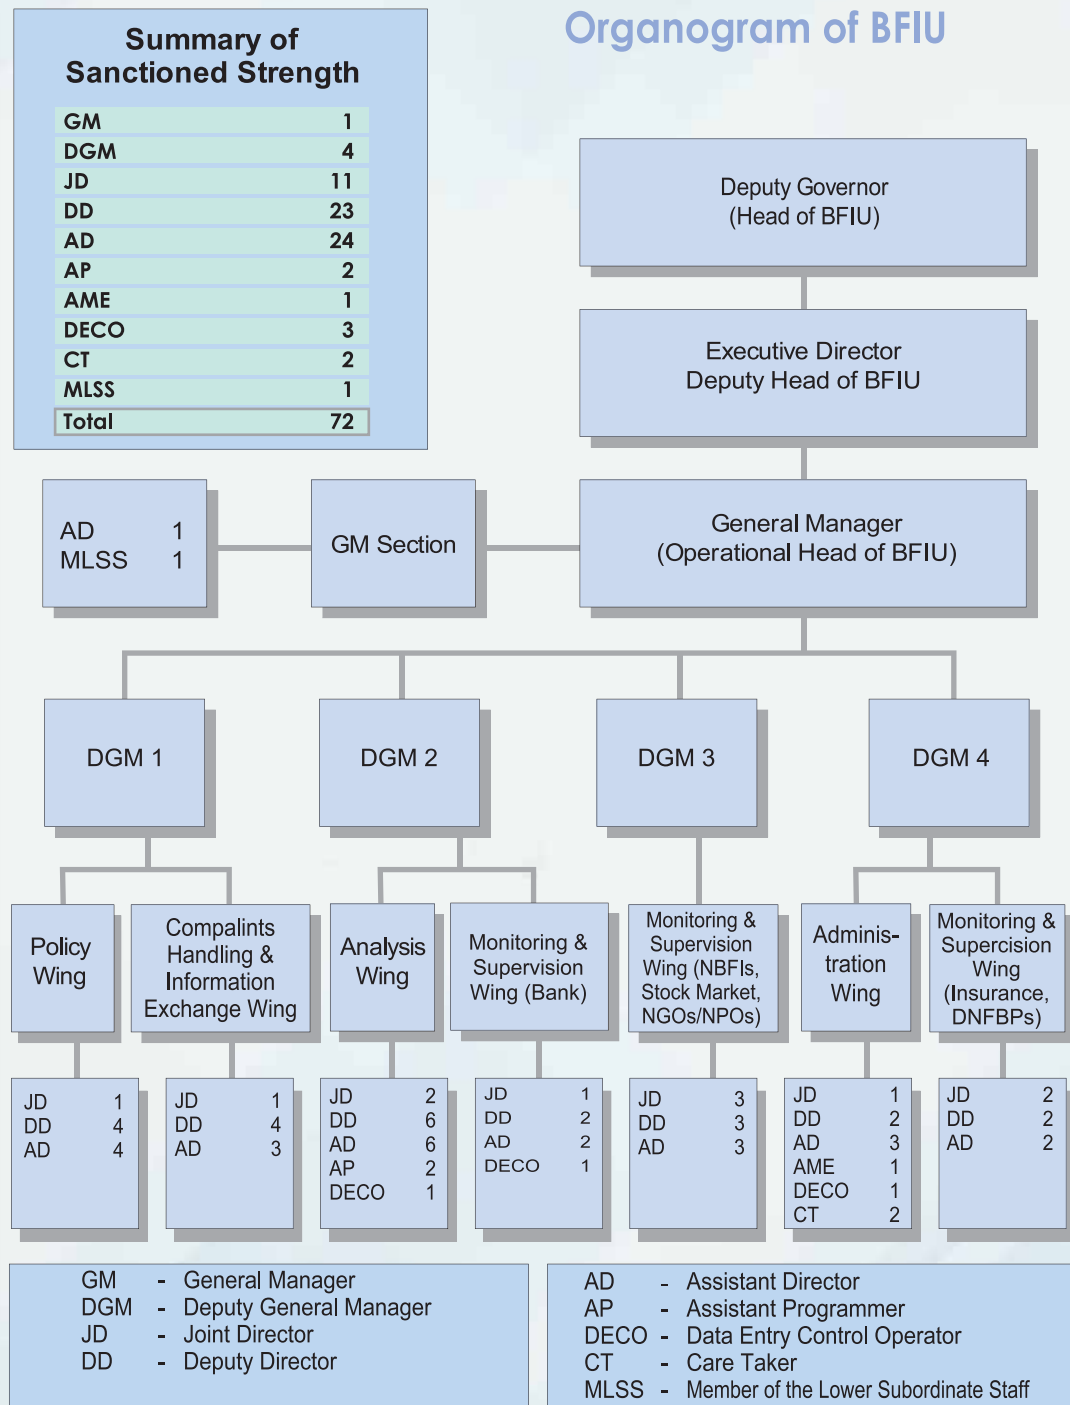 Organogram of BFIU
Summary of
Sanctioned Strength
GM 1
DGM 4
JD 11
DD 23
AD 24
AP 2
AME 1
DECO 3
CT 2
MLSS 1
Total 72
Deputy Governor
(Head of BFIU)
Executive Director
Deputy Head of BFIU
General Manager
(Operational Head of BFIU)
GM Section
AD 1
MLSS 1
DGM 1
DGM 2
DGM 3
DGM 4
Policy
Wing
Compalints
Handling &
Information
Exchange Wing
Analysis
Wing
Monitoring &
Supervision
Wing (Bank)
Monitoring &
Supervision
Wing (NBFIs,
Stock Market,
NGOs/NPOs)
Adminis-
tration
Wing
Monitoring &
Supercision
Wing
(Insurance,
DNFBPs)
JD 1
DD 4
AD 4
JD 1
DD 4
AD 3
JD 2
DD 6
AD 6
AP 2
DECO 1
JD 1
DD 2
AD 2
DECO 1
JD 3
DD 3
AD 3
JD 1
DD 2
AD 3
AME 1
DECO 1
CT 2
JD 2
DD 2
AD 2
GM - General Manager
DGM - Deputy General Manager
JD - Joint Director
DD - Deputy Director
AD - Assistant Director
AP - Assistant Programmer
DECO - Data Entry Control Operator
CT - Care Taker
MLSS - Member of the Lower Subordinate Staff